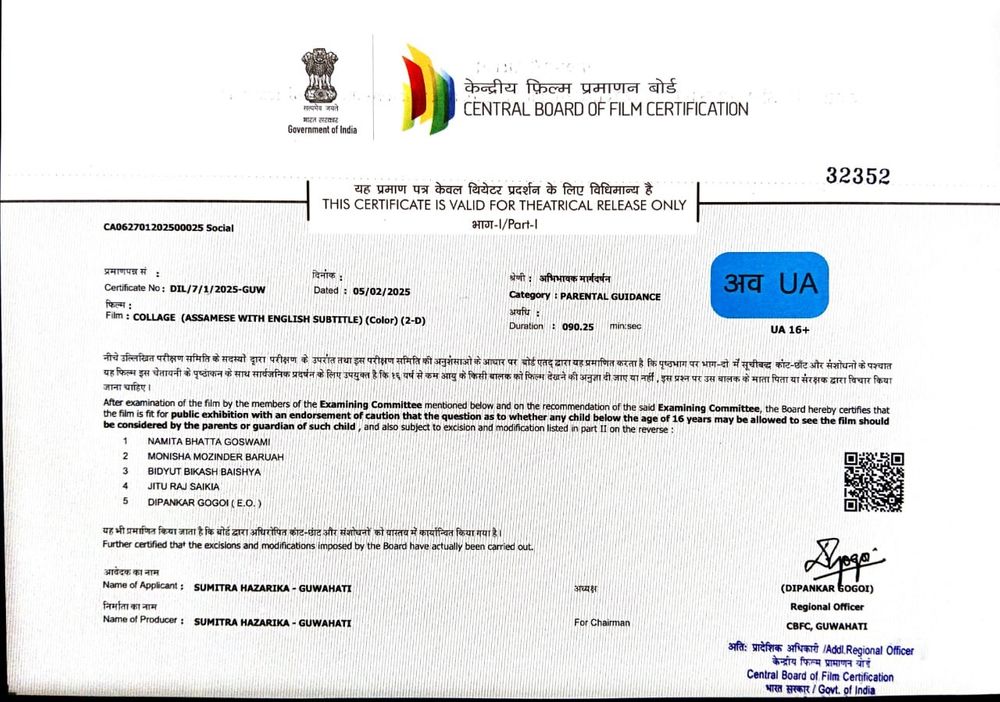 सत्यमेव जयते
भारत सरकार
Government of India
केन्द्रीय फ़िल्म प्रमाणन बोर्ड
CENTRAL BOARD OF FILM CERTIFICATION
32352
यह प्रमाण पत्र केवल थियेटर प्रदर्शन के लिए विधिमान्य है
THIS CERTIFICATE IS VALID FOR THEATRICAL RELEASE ONLY
भाग-I/Part-I
CA062701202500025 Social
प्रमाणपत्र सं :
Certificate No : DIL/7/1/2025-GUW
दिनांक :
Dated : 05/02/2025
श्रेणी : अभिभावक मार्गदर्शन
Category : PARENTAL GUIDANCE
अव UA
UA 16+
फिल्म :
Film : COLLAGE (ASSAMESE WITH ENGLISH SUBTITLE) (Color) (2-D)
अवधि :
Duration : 090.25 min:sec
नीचे उल्लिखित परीक्षण समिति के सदस्यों द्वारा परीक्षण के उपरांत तथा इस परीक्षण समिति की अनुशंसाओ के आधार पर बोर्ड एतद् द्वारा यह प्रमाणित करता है कि पृष्ठभाग पर भाग-दो में सूचीबद्ध काँट-छाँट और संशोधनो के पश्चात
यह फिल्म इस चेतावनी के पृष्ठांकन के साथ सार्वजनिक प्रदर्शन के लिए उपयुक्त है कि १६ वर्ष से कम आयु के किसी बालक को फिल्म देखने की अनुज्ञा दी जाए या नहीं , इस प्रश्न पर उस बालक के माता पिता या संरक्षक द्वारा विचार किया
जाना चाहिए।
After examination of the film by the members of the Examining Committee mentioned below and on the recommendation of the said Examining Committee, the Board hereby certifies that
the film is fit for public exhibition with an endorsement of caution that the question as to whether any child below the age of 16 years may be allowed to see the film should
be considered by the parents or guardian of such child , and also subject to excision and modification listed in part II on the reverse :
1 NAMITA BHATTA GOSWAMI
2 MONISHA MOZINDER BARUAH
3 BIDYUT BIKASH BAISHYA
4 JITU RAJ SAIKIA
5 DIPANKAR GOGOI ( E.O. )
यह भी प्रमाणित किया जाता है कि बोर्ड द्वारा अधिरोपित काट-छांट और संशोधनों को वास्तव में कार्यान्वित किया गया है।
Further certified that the excisions and modifications imposed by the Board have actually been carried out.
आवेदक का नाम
Name of Applicant : SUMITRA HAZARIKA - GUWAHATI
निर्माता का नाम
Name of Producer : SUMITRA HAZARIKA - GUWAHATI
अध्यक्ष
For Chairman
(DIPANKAR GOGOI)
Regional Officer
CBFC, GUWAHATI
अति: प्रादेशिक अधिकारी /Addl.Regional Officer
केन्द्रीय फिल्म प्रामाणन बोर्ड
Central Board of Film Certification
भारत सरकार / Govt. of India